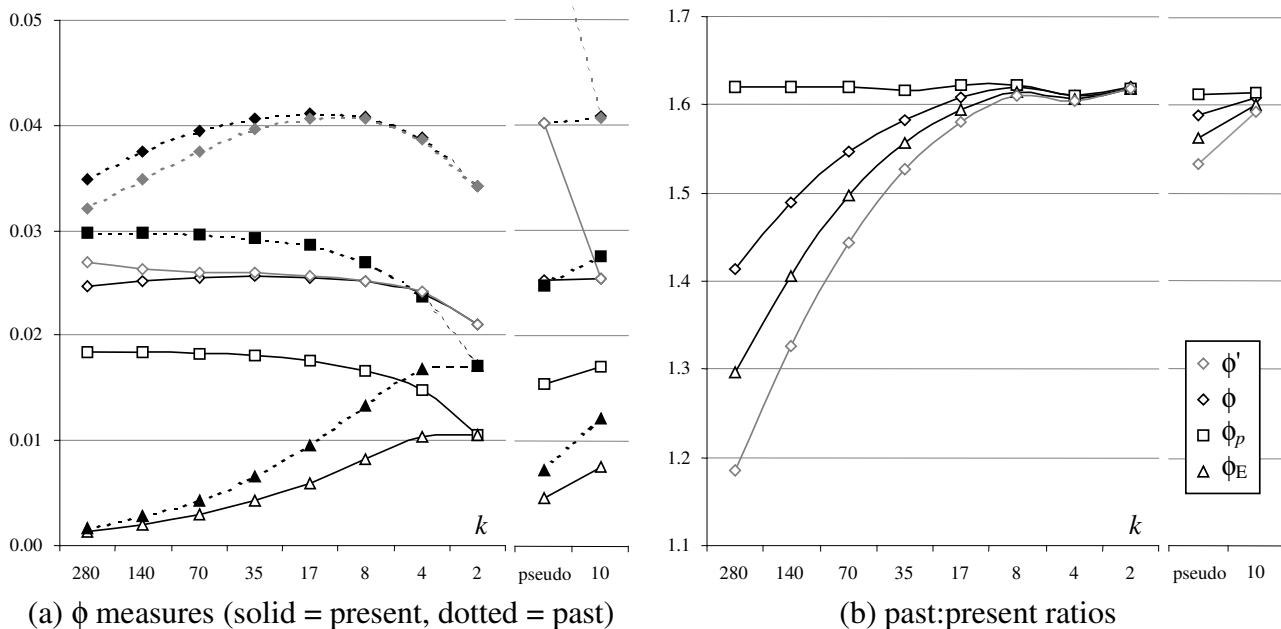 0.05
0.04
0.03
0.02
0.01
0.00
k
280 140 70 35 17 8 4 2 pseudo 10
(a) ϕ measures (solid = present, dotted = past)
1.7
1.6
1.5
1.4
1.3
1.2
1.1
ϕ'
ϕ
ϕp
ϕE
k
280 140 70 35 17 8 4 2 pseudo 10
(b) past:present ratios